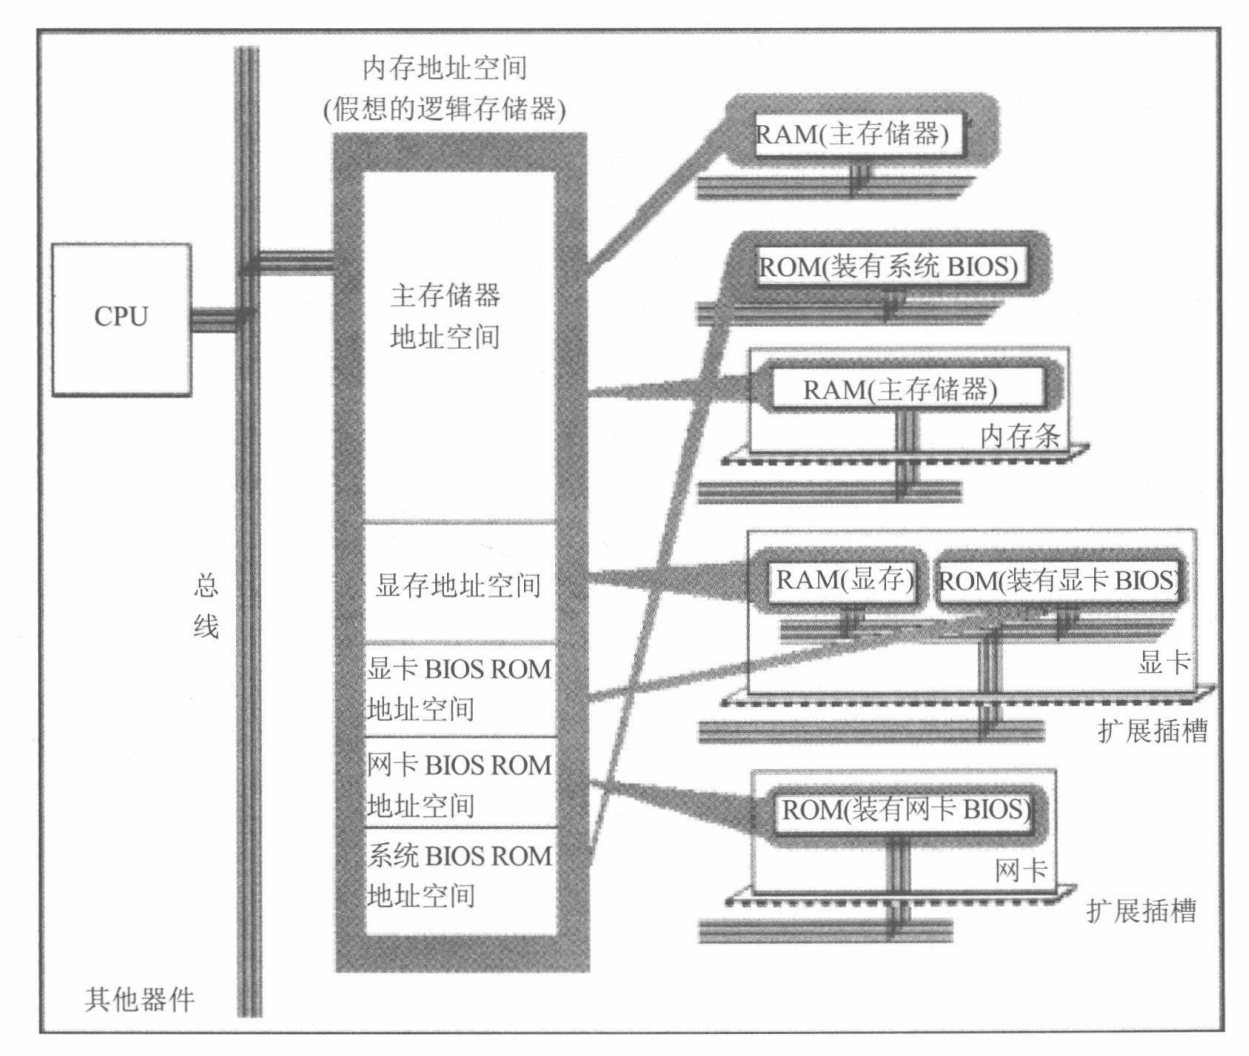 内存地址空间
(假想的逻辑存储器)
CPU
总
线
其他器件
主存储器
地址空间
显存地址空间
显卡 BIOS ROM
地址空间
网卡 BIOS ROM
地址空间
系统 BIOS ROM
地址空间
RAM(主存储器)
ROM(装有系统 BIOS)
RAM(主存储器)
内存条
RAM(显存)
ROM(装有显卡 BIOS)
显卡
扩展插槽
ROM(装有网卡 BIOS)
网卡
扩展插槽